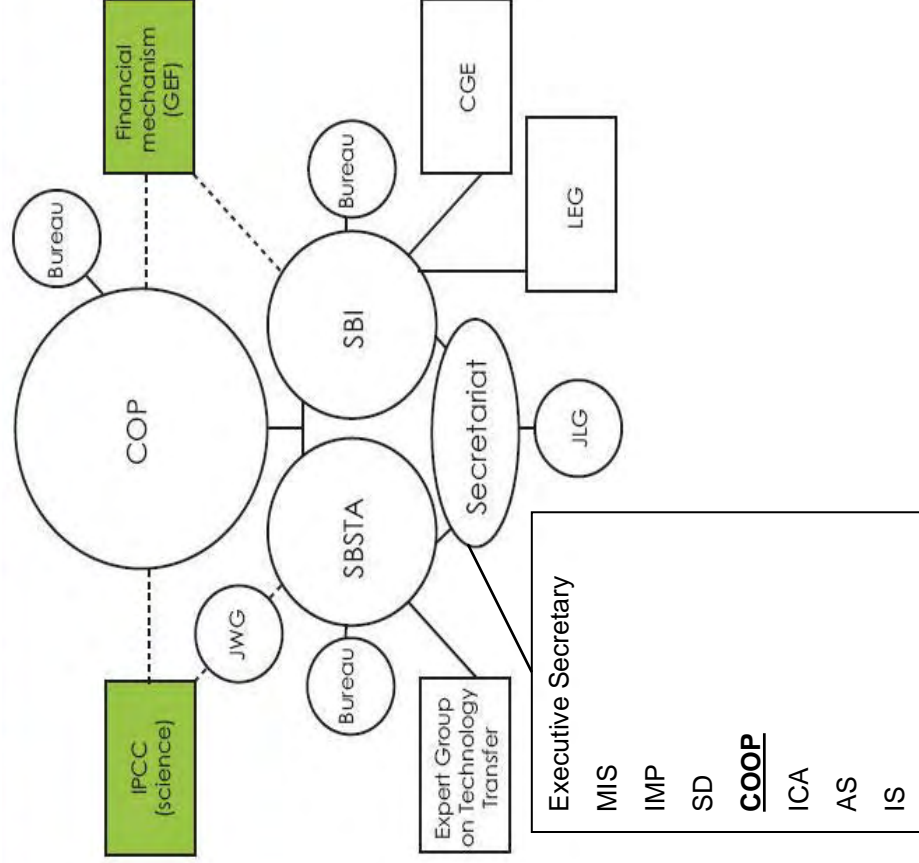 Bureau
COP
IPCC
(science)
Financial
mechanism
(GEF)
JWG
Bureau
SBSTA
SBI
Bureau
Expert Group
on Technology
Transfer
Secretariat
CGE
LEG
JLG
Executive Secretary
MIS
IMP
SD
COOP
ICA
AS
IS